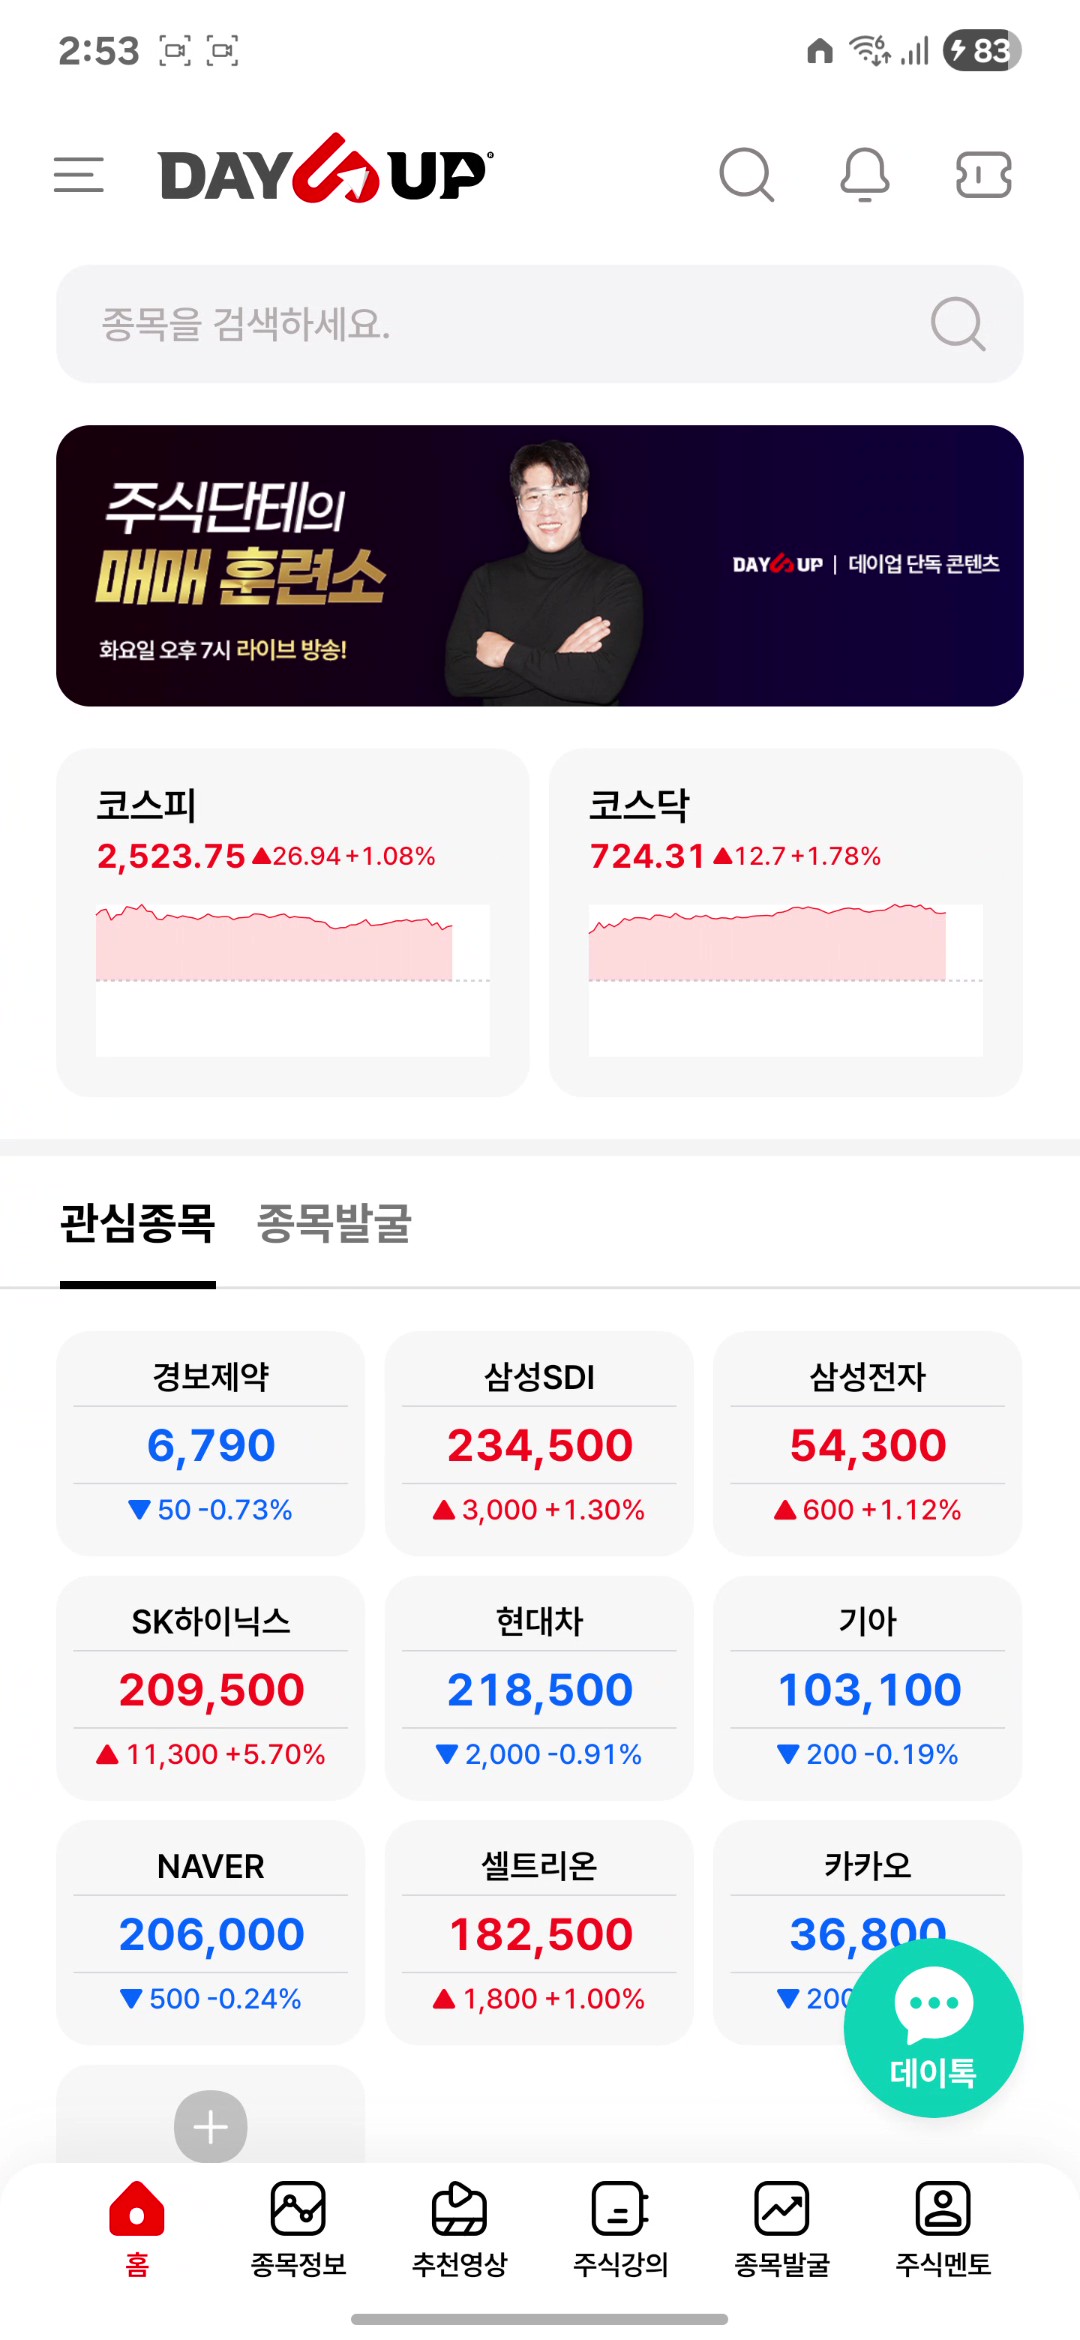 2:53
6
83
DAY UP
종목을 검색하세요.
주식단테의
매매 훈련소
화요일 오후 7시 라이브 방송!
DAY UP | 데이업 단독 콘텐츠
코스피
2,523.75 ▲26.94 +1.08%
코스닥
724.31 ▲12.7 +1.78%
관심종목 종목발굴
경보제약
6,790
▼ 50 -0.73%
삼성SDI
234,500
▲ 3,000 +1.30%
삼성전자
54,300
▲ 600 +1.12%
SK하이닉스
209,500
▲ 11,300 +5.70%
현대차
218,500
▼ 2,000 -0.91%
기아
103,100
▼ 200 -0.19%
NAVER
206,000
▼ 500 -0.24%
셀트리온
182,500
▲ 1,800 +1.00%
카카오
36,800
▼ 200
데이톡
홈 종목정보 추천영상 주식강의 종목발굴 주식멘토